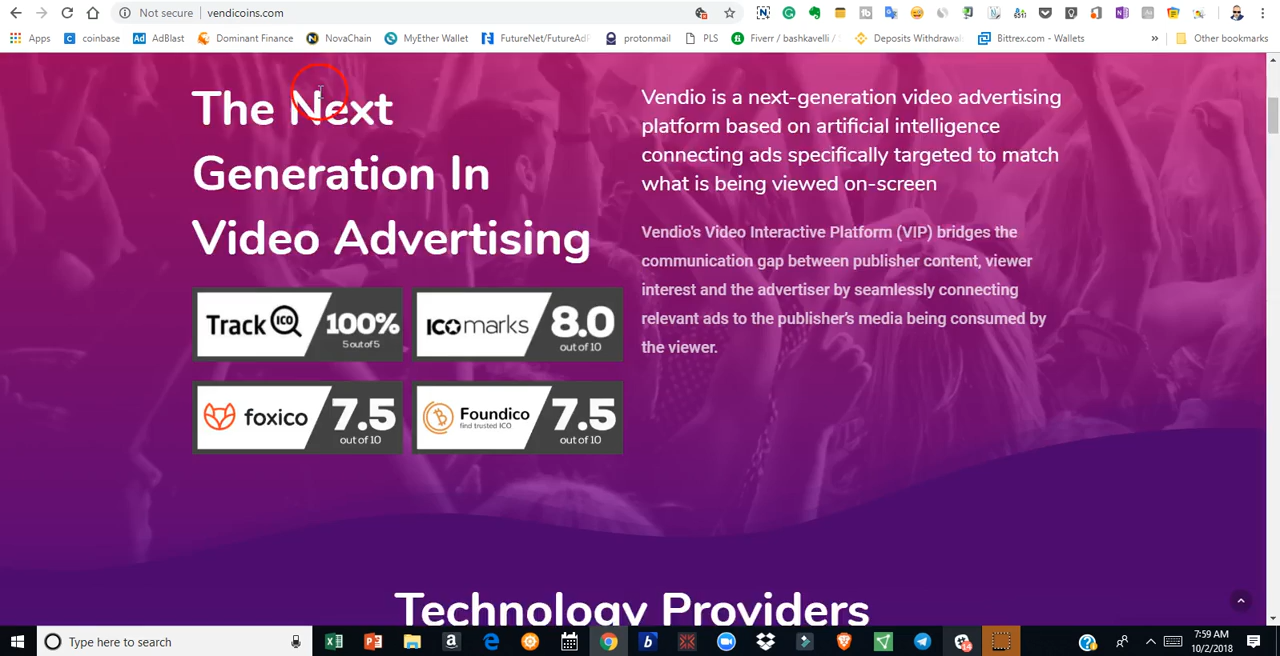 Not secure | vendicoins.com
Apps
coinbase
AdBlast
Dominant Finance
NovaChain
MyEther Wallet
FutureNet/FutureAd
protonmail
PLS
Fiverr / bashkavelli /
Deposits Withdrawal
Bittrex.com - Wallets
»
Other bookmarks
The Next
Generation In
Video Advertising
Vendio is a next-generation video advertising
platform based on artificial intelligence
connecting ads specifically targeted to match
what is being viewed on-screen
Vendio's Video Interactive Platform (VIP) bridges the
communication gap between publisher content, viewer
interest and the advertiser by seamlessly connecting
relevant ads to the publisher's media being consumed by
the viewer.
Track ICO 100%
5 out of 5
ICOmarks 8.0
out of 10
foxico 7.5
out of 10
Foundico 7.5
find trusted ICO
out of 10
Technology Providers
Type here to search
7:59 AM
10/2/2018